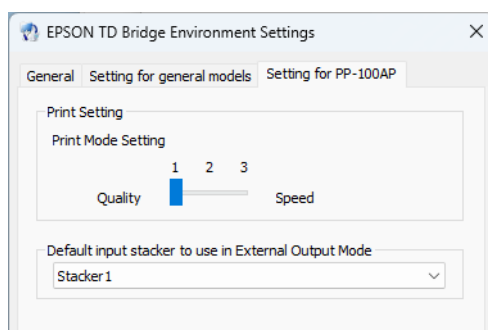 EPSON TD Bridge Environment Settings
General Setting for general models Setting for PP-100AP
Print Setting
Print Mode Setting
1 2 3
Quality Speed
Default input stacker to use in External Output Mode
Stacker1